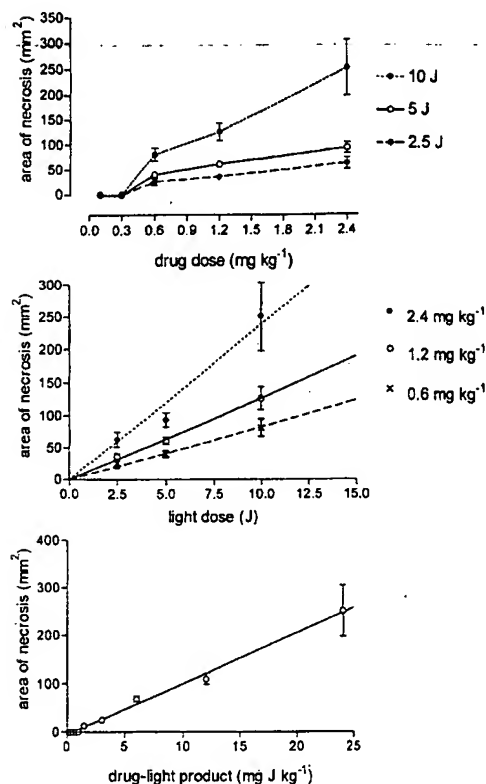 area of necrosis (mm²)
350
300
250
200
150
100
50
0
0.0 0.3 0.6 0.9 1.2 1.5 1.8 2.1 2.4
drug dose (mg kg⁻¹)
10 J
5 J
2.5 J
area of necrosis (mm²)
300
250
200
150
100
50
0
0.0 2.5 5.0 7.5 10.0 12.5 15.0
light dose (J)
2.4 mg kg⁻¹
1.2 mg kg⁻¹
0.6 mg kg⁻¹
area of necrosis (mm²)
400
300
200
100
0
0 5 10 15 20 25
drug-light product (mg J kg⁻¹)